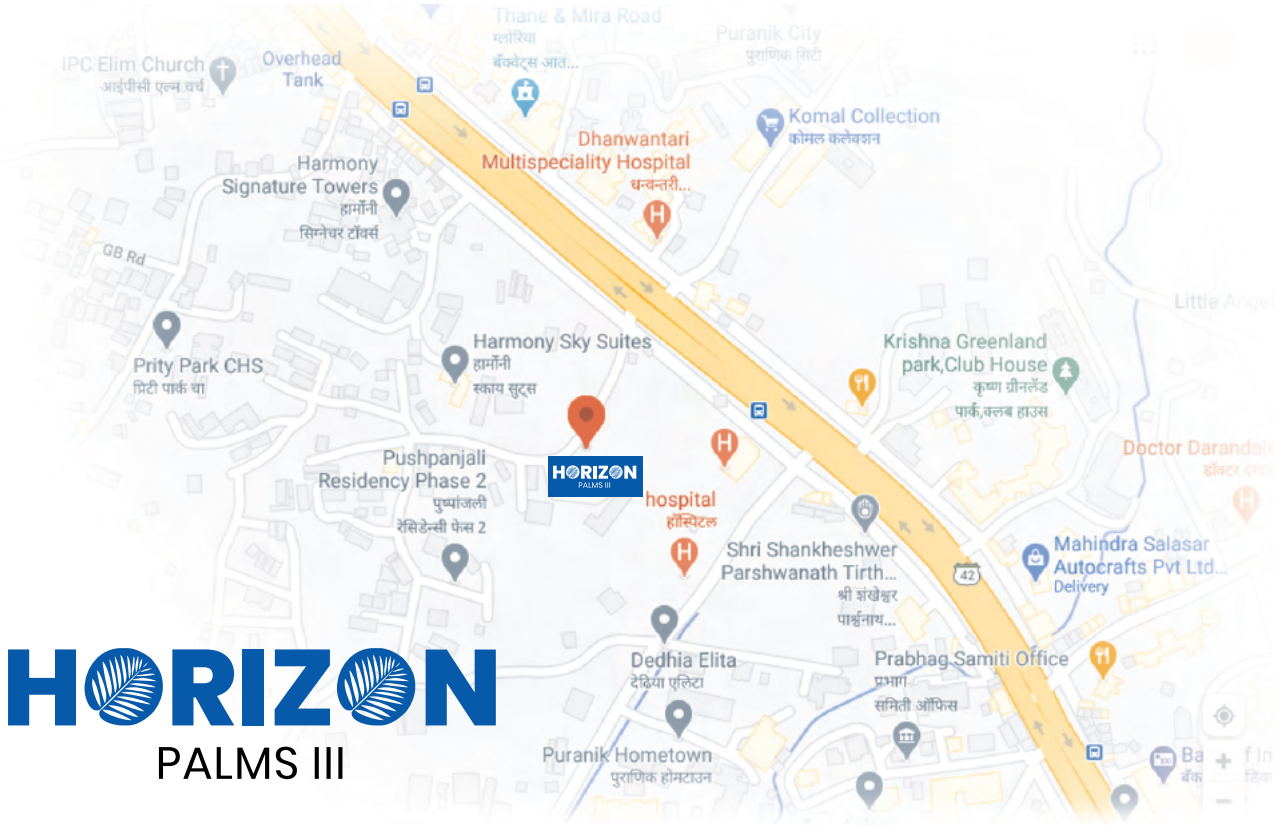 Thane & Mira Road
ग्लोरिया
बॅक्वेट्स आत...
Puranik City
पुराणिक सिटी
IPC Elim Church
आईपीसी एल्म चर्च
Overhead
Tank
Komal Collection
कोमल कलेक्शन
Dhanwantari
Multispeciality Hospital
धन्वन्तरी...
Harmony
Signature Towers
हार्मोनी
सिग्नेचर टॉवर्स
GB Rd
Little Angel
Prity Park CHS
प्रिटी पार्क चा
Harmony Sky Suites
हार्मोनी
स्काय सुट्स
Krishna Greenland
park,Club House
कृष्ण ग्रीनलँड
पार्क,क्लब हाउस
Pushpanjali
Residency Phase 2
पुष्पांजली
रेसिडेन्सी फेस 2
HORIZON
PALMS III
H
H
H
H
hospital
हॉस्पिटल
Doctor Darandale
डॉक्टर
Shri Shankheshwer
Parshwanath Tirth...
श्री शंखेश्वर
पार्श्वनाथ...
42
Mahindra Salasar
Autocrafts Pvt Ltd...
Delivery
Dedhia Elita
देढिया एलिटा
Prabhag Samiti Office
प्रभाग
समिती ऑफिस
Puranik Hometown
पुराणिक होमटाउन
Ba f In
बँक डिया
HORIZON
PALMS III